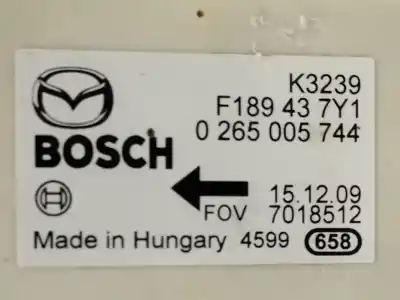 K3239
F189 43 7Y1
BOSCH 0 265 005 744
15.12.09
FOV 7018512
Made in Hungary 4599 658